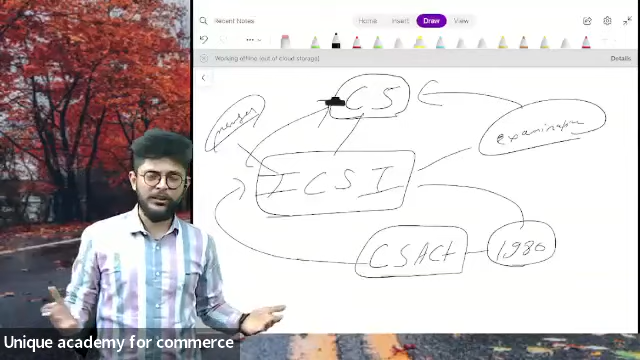 Recent Notes
Home Insert Draw View
Working offline (out of cloud storage)
Details
CS
member
examination
ICSI
CS Act
1980
Unique academy for commerce